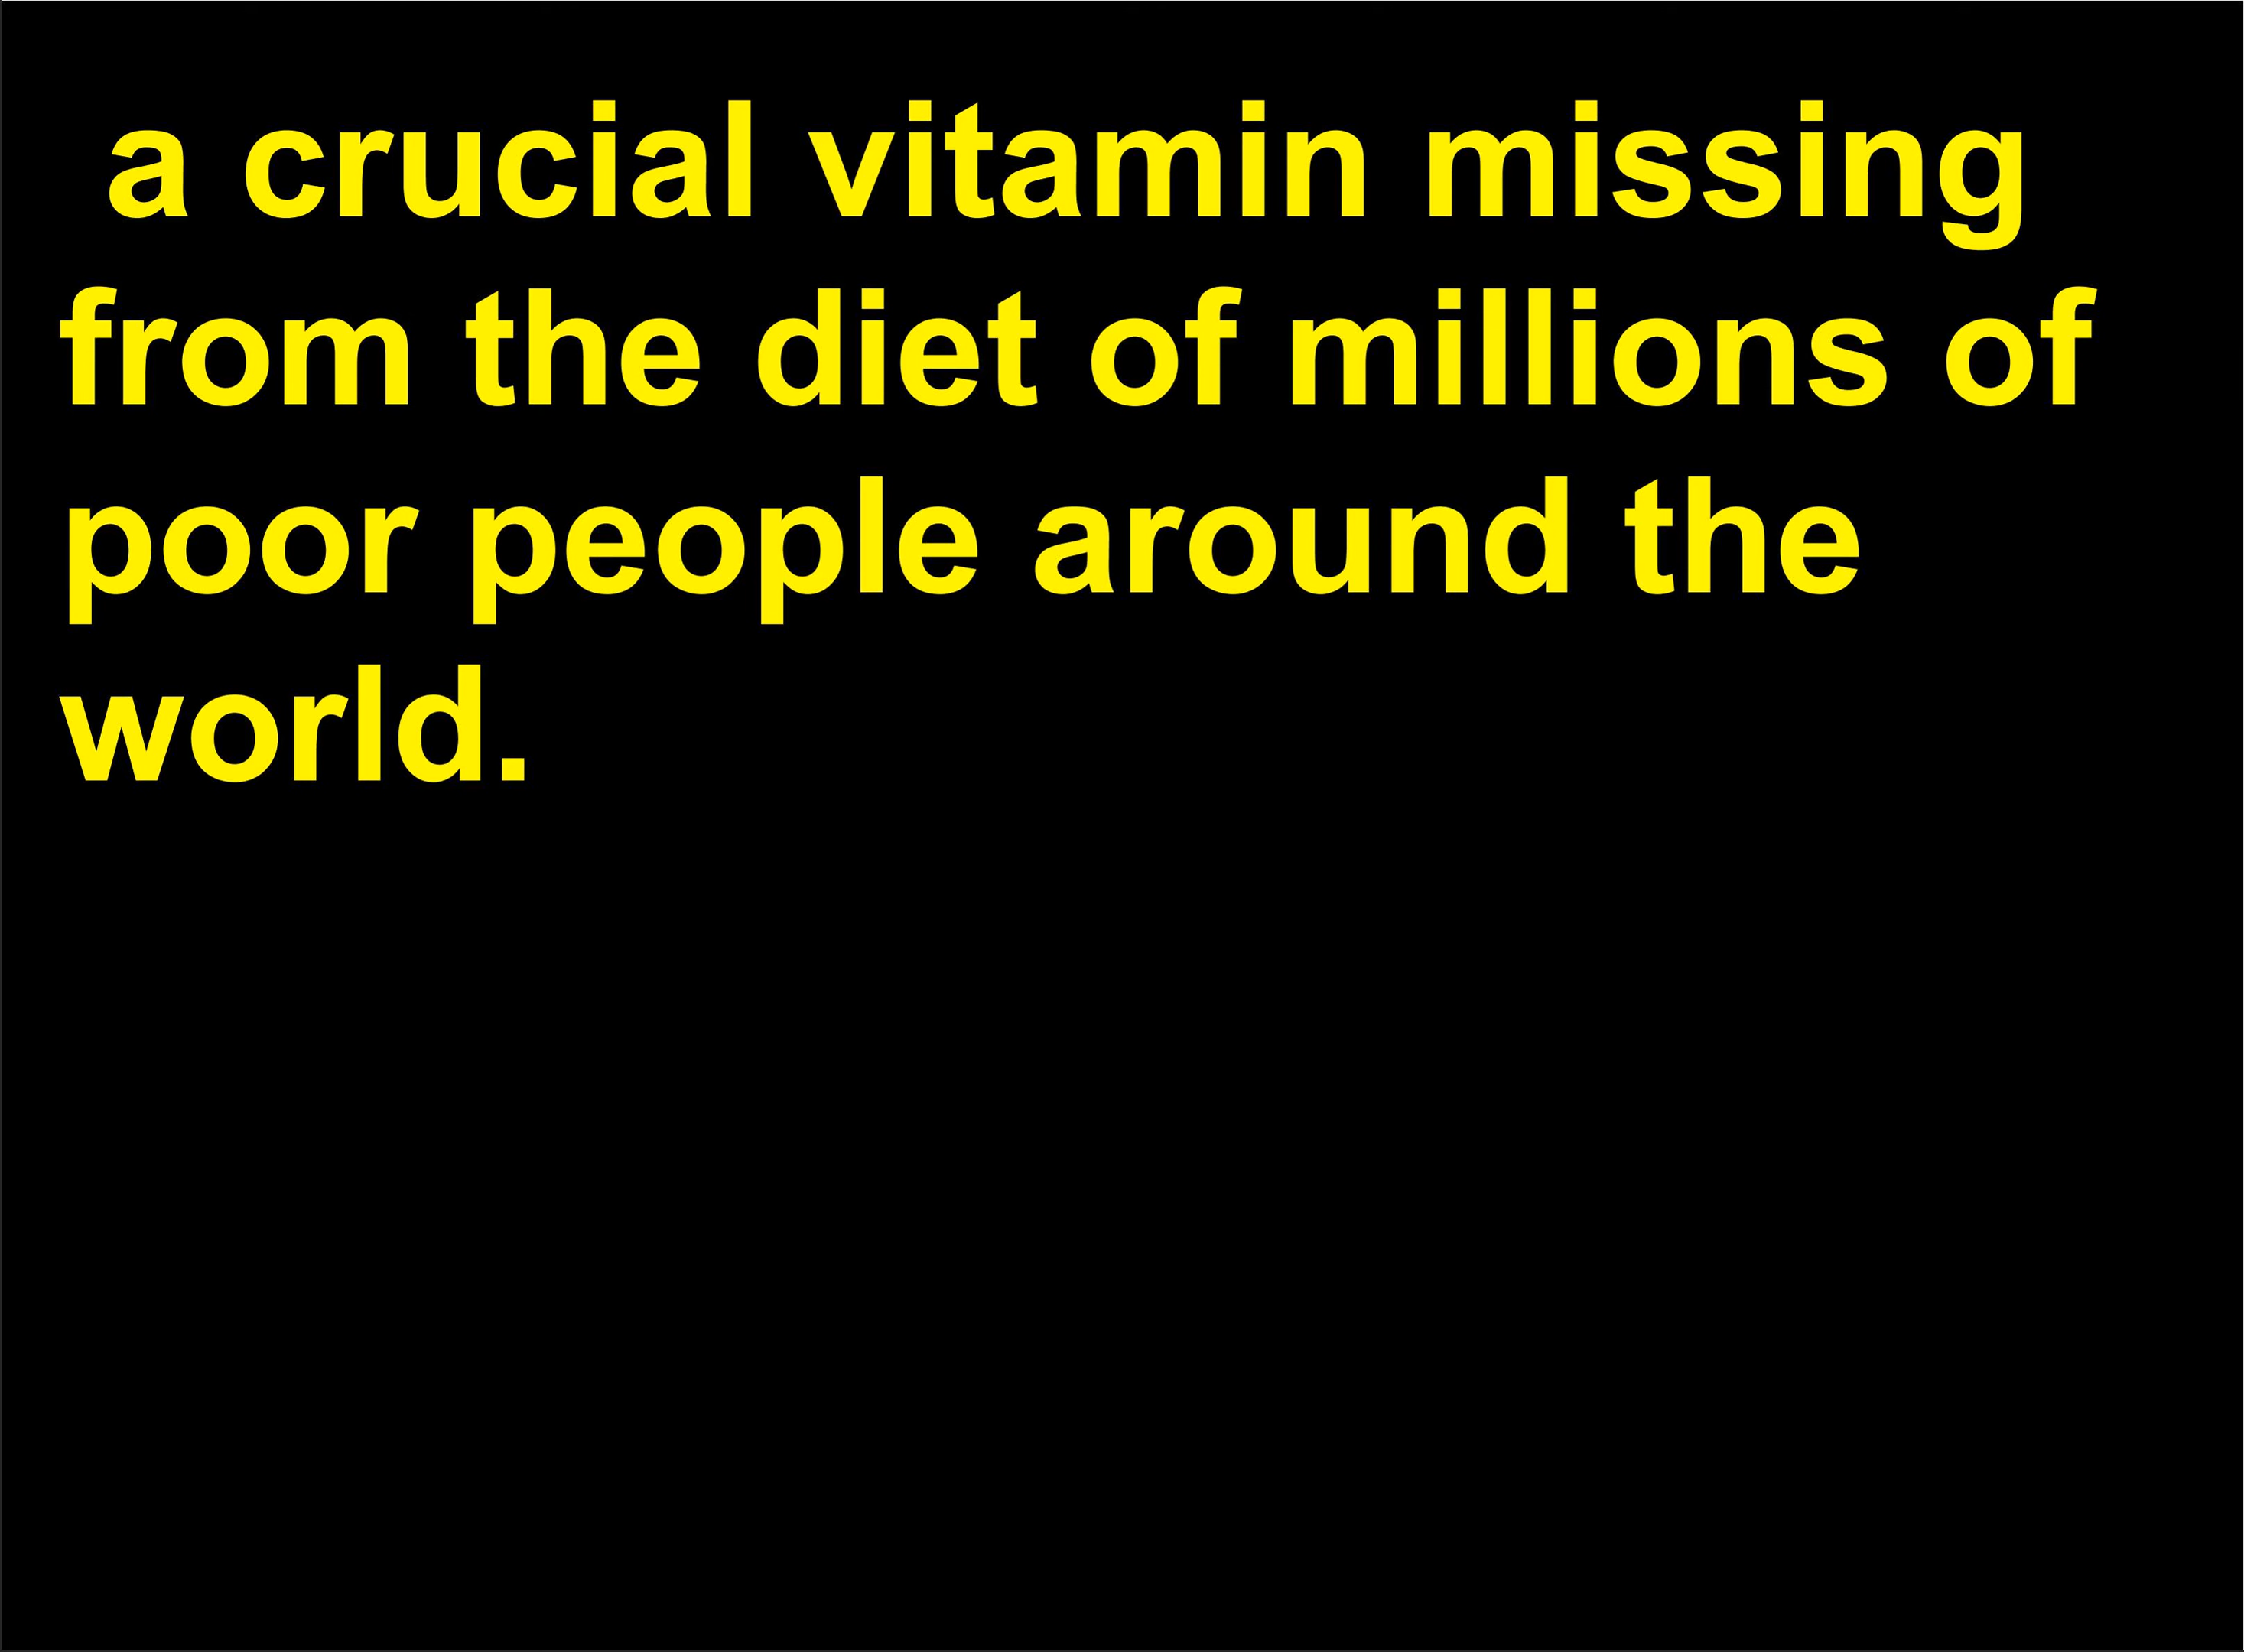 a crucial vitamin missing
from the diet of millions of
poor people around the
world.